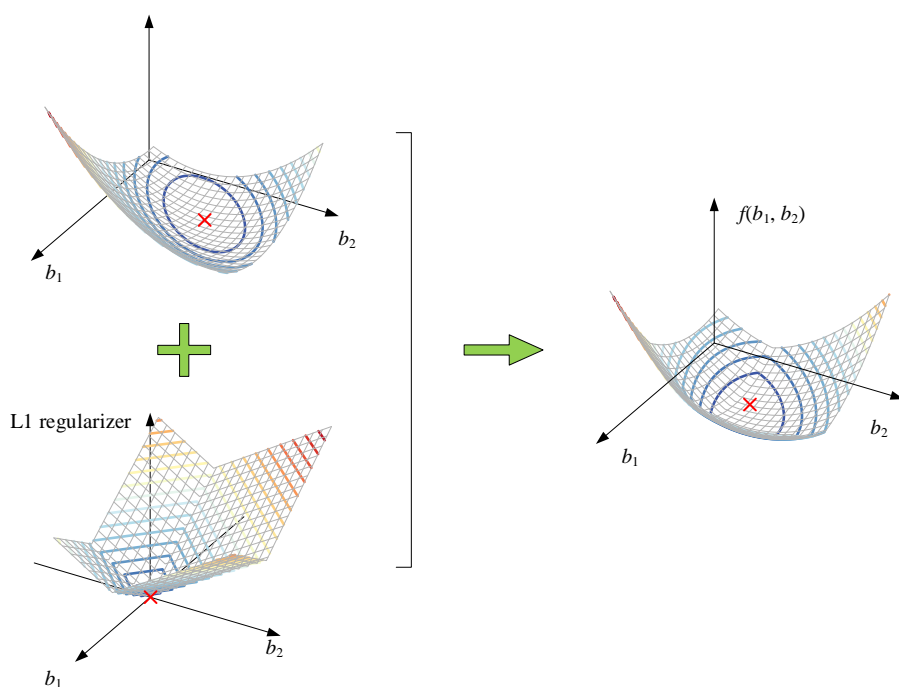 b₂
b₁
f(b₁, b₂)
b₂
b₁
L1 regularizer
b₂
b₁